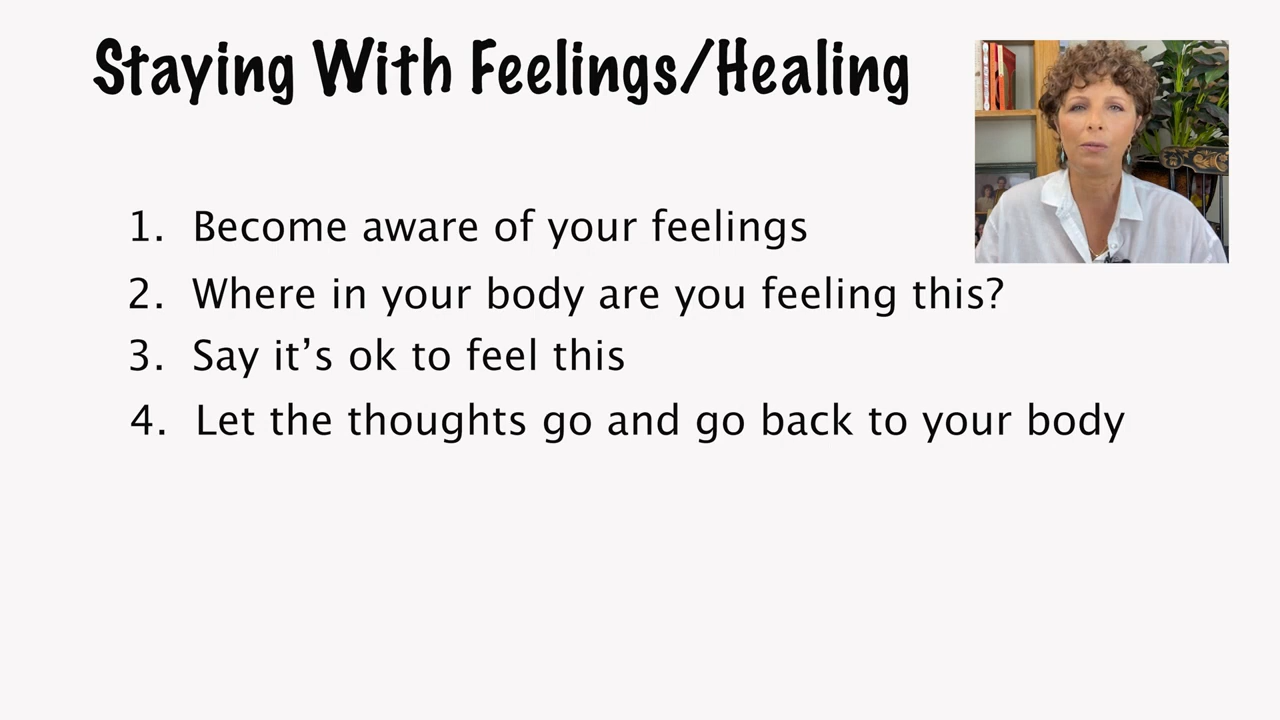 Staying With Feelings/Healing
1. Become aware of your feelings
2. Where in your body are you feeling this?
3. Say it’s ok to feel this
4. Let the thoughts go and go back to your body